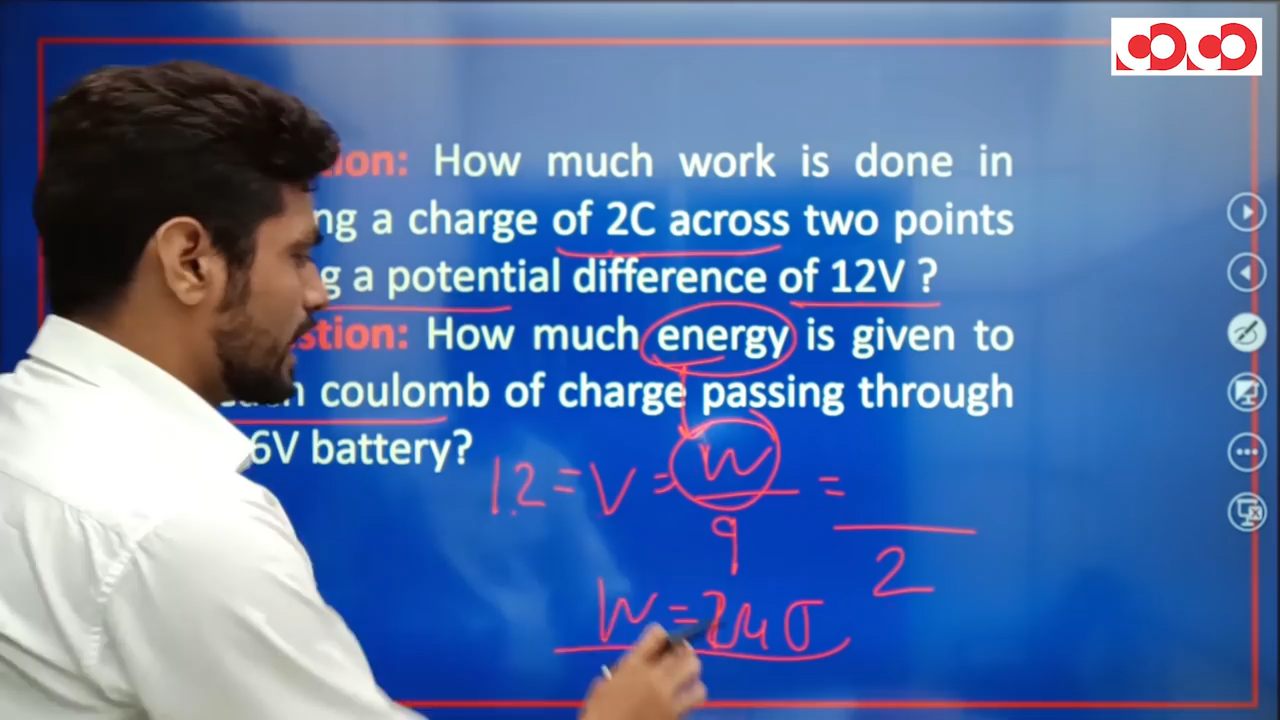 How much work is done in
a charge of 2C across two points
a potential difference of 12V ?
How much energy is given to
coulomb of charge passing through
6V battery?
12 = V = W =
q
2
W = 24 J